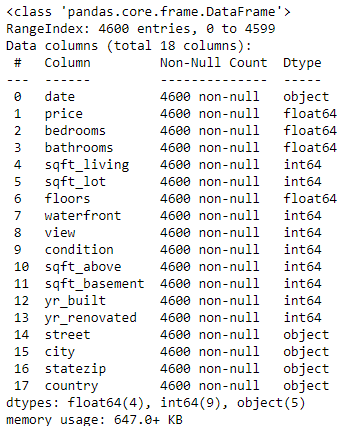 <class 'pandas.core.frame.DataFrame'>
RangeIndex: 4600 entries, 0 to 4599
Data columns (total 18 columns):
 #   Column         Non-Null Count  Dtype
---  ------         --------------  -----
 0   date           4600 non-null   object
 1   price          4600 non-null   float64
 2   bedrooms       4600 non-null   float64
 3   bathrooms      4600 non-null   float64
 4   sqft_living    4600 non-null   int64
 5   sqft_lot       4600 non-null   int64
 6   floors         4600 non-null   float64
 7   waterfront     4600 non-null   int64
 8   view           4600 non-null   int64
 9   condition      4600 non-null   int64
 10  sqft_above     4600 non-null   int64
 11  sqft_basement  4600 non-null   int64
 12  yr_built       4600 non-null   int64
 13  yr_renovated   4600 non-null   int64
 14  street         4600 non-null   object
 15  city           4600 non-null   object
 16  statezip       4600 non-null   object
 17  country        4600 non-null   object
dtypes: float64(4), int64(9), object(5)
memory usage: 647.0+ KB